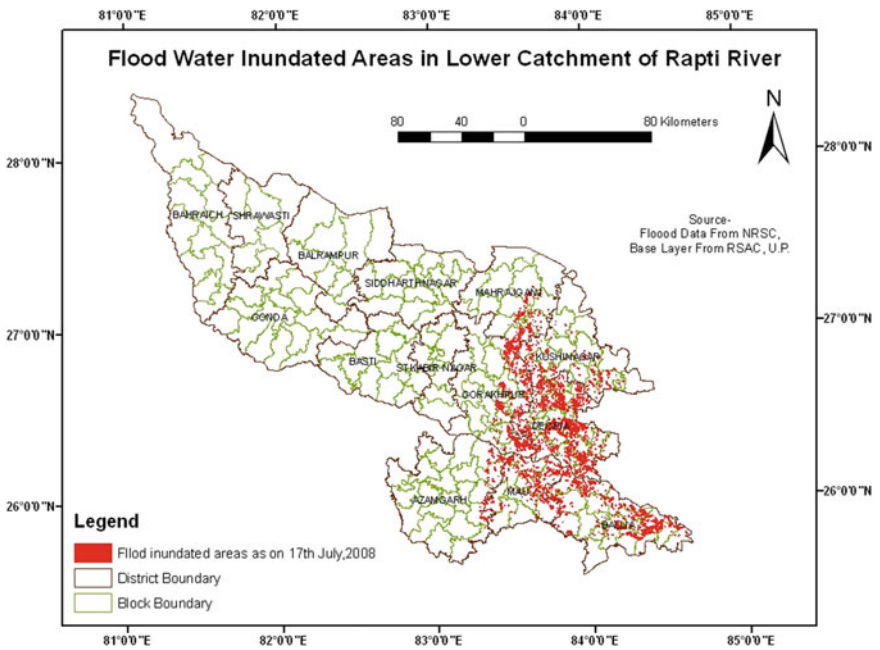 81°0'0"E 82°0'0"E 83°0'0"E 84°0'0"E 85°0'0"E
Flood Water Inundated Areas in Lower Catchment of Rapti River
N
80 40 0 80 Kilometers
28°0'0"N 28°0'0"N
BAHRAICH SHRAWASTI
Source-
Floood Data From NRSC,
Base Layer From RSAC, U.P.
BALRAMPUR
SIDDHARTHNAGAR
MAHRAJGANJ
27°0'0"N 27°0'0"N
GONDA
KUSHINAGAR
BASTI
ST.KABIR NAGAR
GORAKHPUR
DEORIA
26°0'0"N 26°0'0"N
AZAMGARH
MAU
BALLIA
Legend
Fllod inundated areas as on 17th July,2008
District Boundary
Block Boundary
81°0'0"E 82°0'0"E 83°0'0"E 84°0'0"E 85°0'0"E